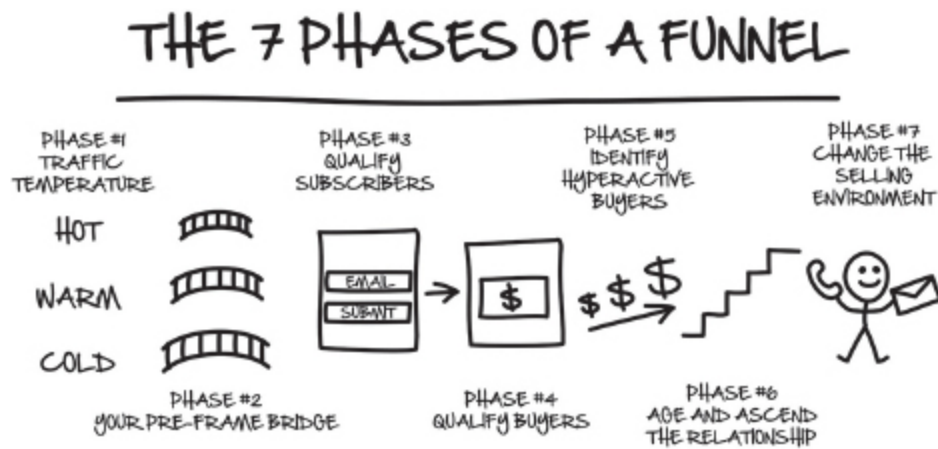 THE 7 PHASES OF A FUNNEL
PHASE #1
TRAFFIC
TEMPERATURE
HOT
WARM
COLD
PHASE #2
YOUR PRE-FRAME BRIDGE
PHASE #3
QUALIFY
SUBSCRIBERS
EMAIL
SUBMIT
$
PHASE #4
QUALIFY BUYERS
PHASE #5
IDENTIFY
HYPERACTIVE
BUYERS
$ $ $
PHASE #6
AGE AND ASCEND
THE RELATIONSHIP
PHASE #7
CHANGE THE
SELLING
ENVIRONMENT